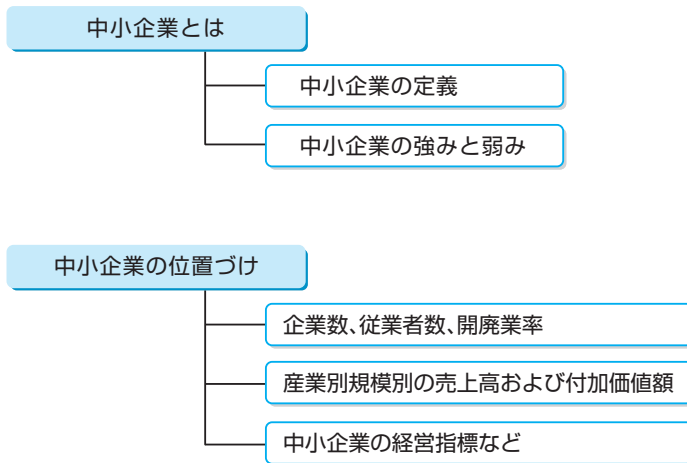 中小企業とは
中小企業の定義
中小企業の強みと弱み
中小企業の位置づけ
企業数、従業者数、開廃業率
産業別規模別の売上高および付加価値額
中小企業の経営指標など